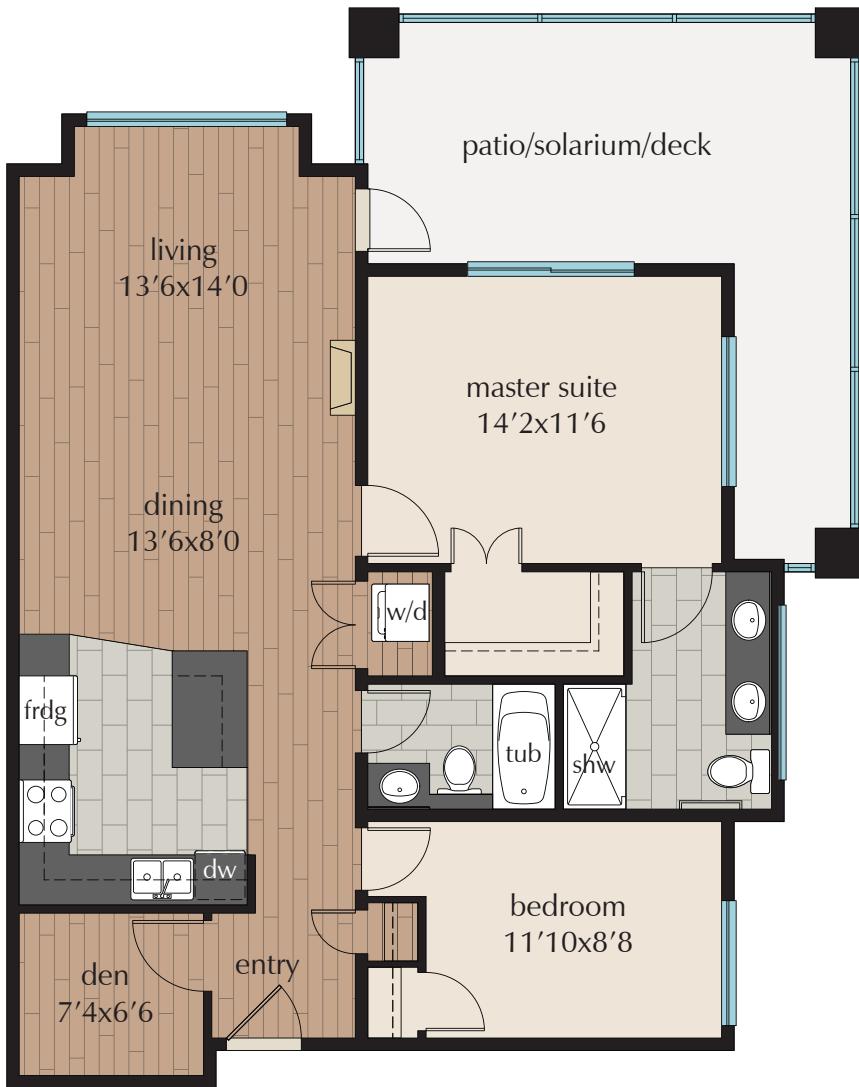 patio/solarium/deck
living
13’6x14’0
master suite
14’2x11’6
dining
13’6x8’0
w/d
frdg
tub
shw
dw
bedroom
11’10x8’8
entry
den
7’4x6’6